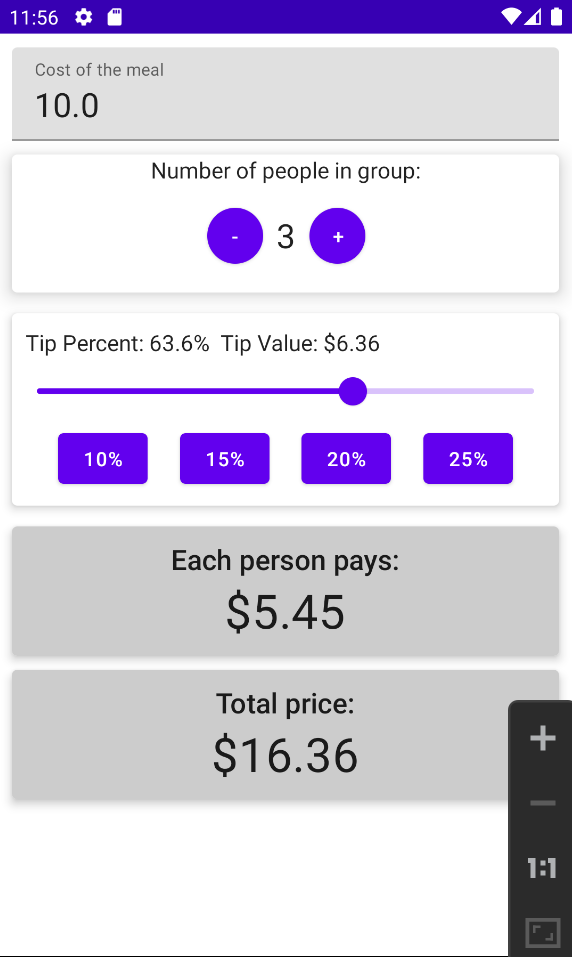 11:56
Cost of the meal
10.0
Number of people in group:
- 3 +
Tip Percent: 63.6% Tip Value: $6.36
10% 15% 20% 25%
Each person pays:
$5.45
Total price:
$16.36
1:1